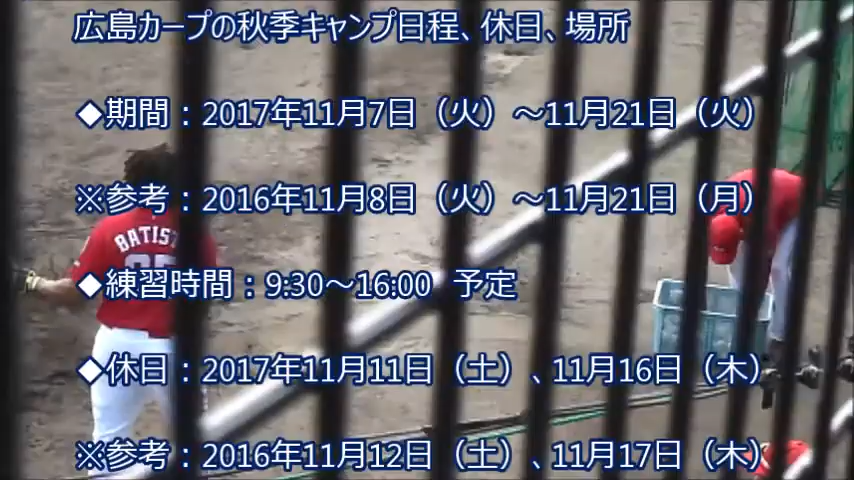 広島カープの秋季キャンプ日程、休日、場所
◆期間：2017年11月7日（火）～11月21日（火）
※参考：2016年11月8日（火）～11月21日（月）
BATIST
◆練習時間：9:30～16:00　予定
◆休日：2017年11月11日（土）、11月16日（木）
※参考：2016年11月12日（土）、11月17日（木）